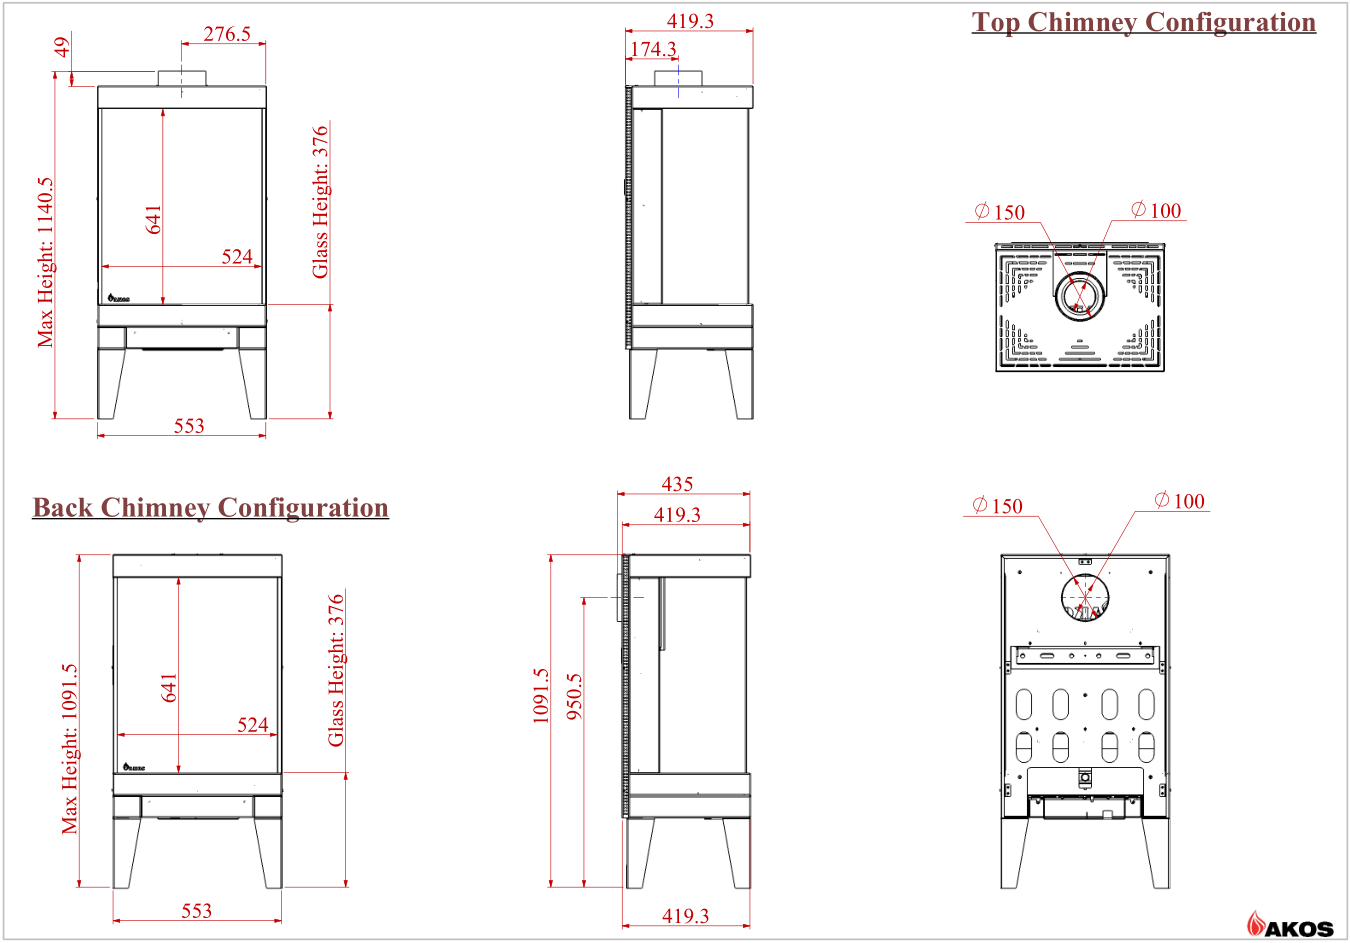 Top Chimney Configuration
49
276.5
Max Height: 1140.5
641
524
Glass Height: 376
553
AKOS
419.3
174.3
∅150
∅100
Back Chimney Configuration
Max Height: 1091.5
641
524
Glass Height: 376
553
435
419.3
1091.5
950.5
419.3
∅150
∅100
AKOS